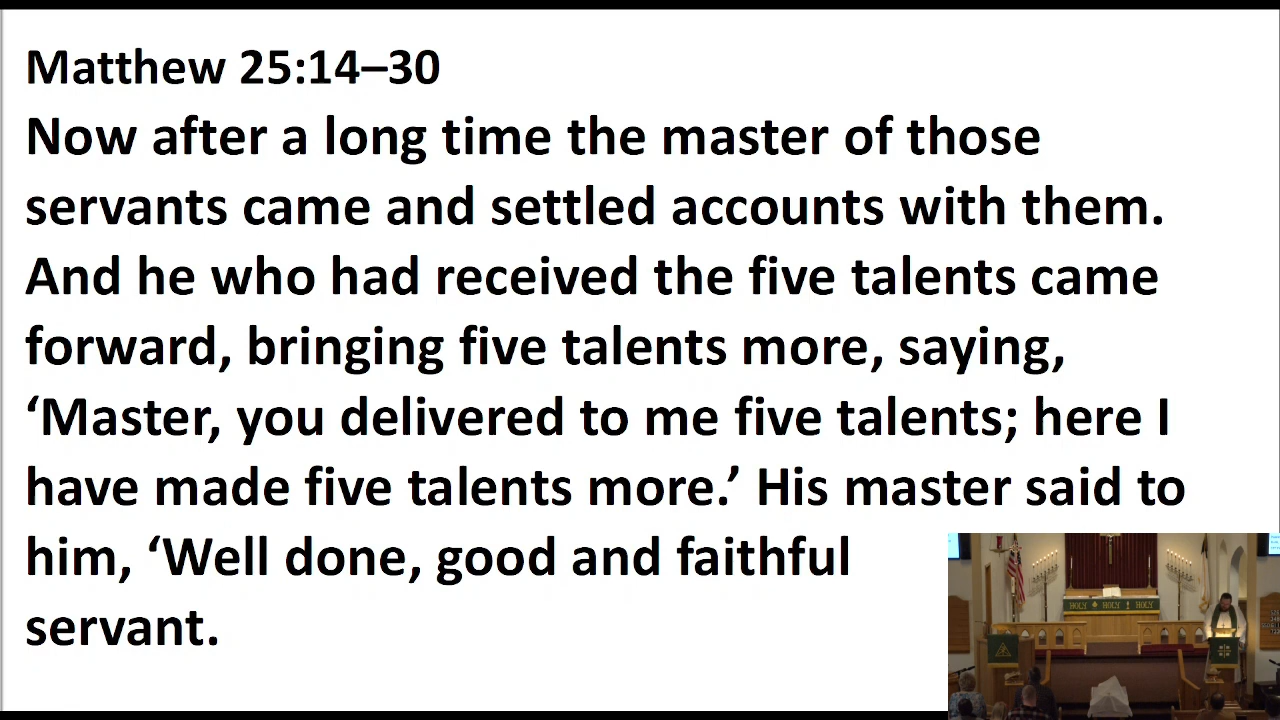 Matthew 25:14–30
Now after a long time the master of those
servants came and settled accounts with them.
And he who had received the five talents came
forward, bringing five talents more, saying,
‘Master, you delivered to me five talents; here I
have made five talents more.’ His master said to
him, ‘Well done, good and faithful
servant.
HOLY HOLY HOLY